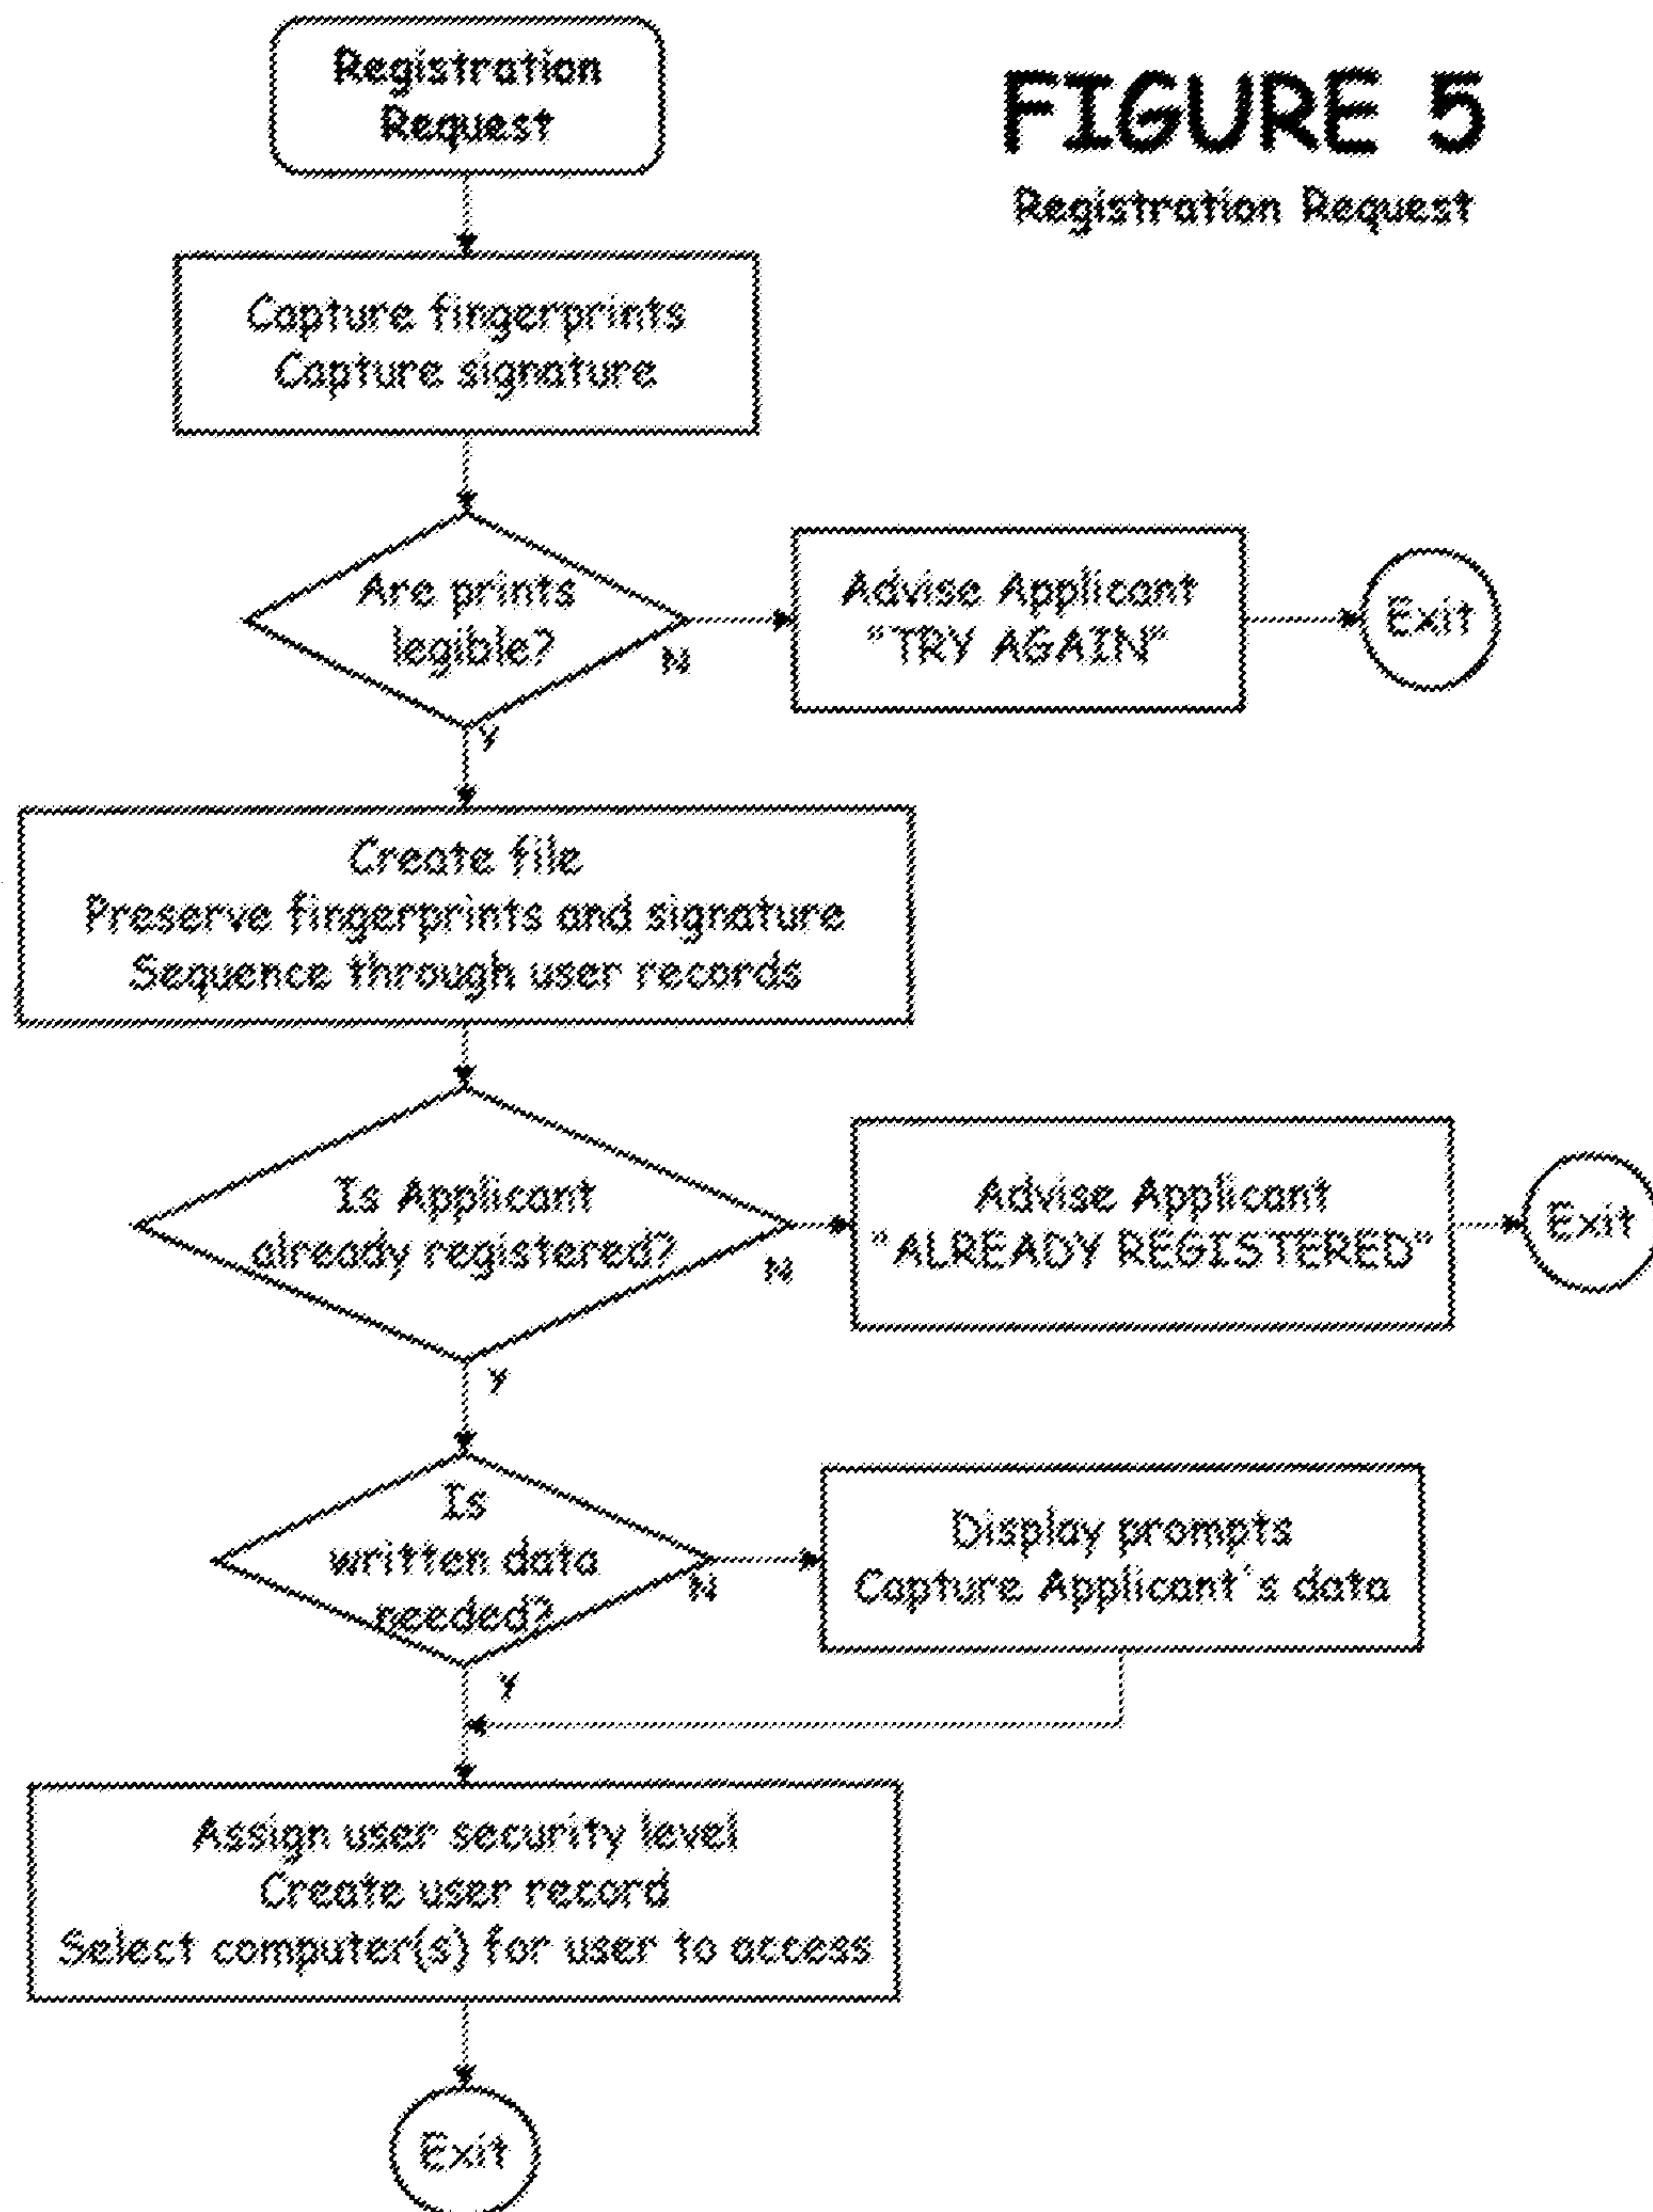 Registration
Request
FIGURE 5
Registration Request
Capture fingerprints
Capture signature
Are prints
legible?
N
Y
Advise Applicant
"TRY AGAIN"
Exit
Create file
Preserve fingerprints and signature
Sequence through user records
Is Applicant
already registered?
N
Y
Advise Applicant
"ALREADY REGISTERED"
Exit
Is
written data
needed?
N
Y
Display prompts
Capture Applicant's data
Assign user security level
Create user record
Select computer(s) for user to access
Exit